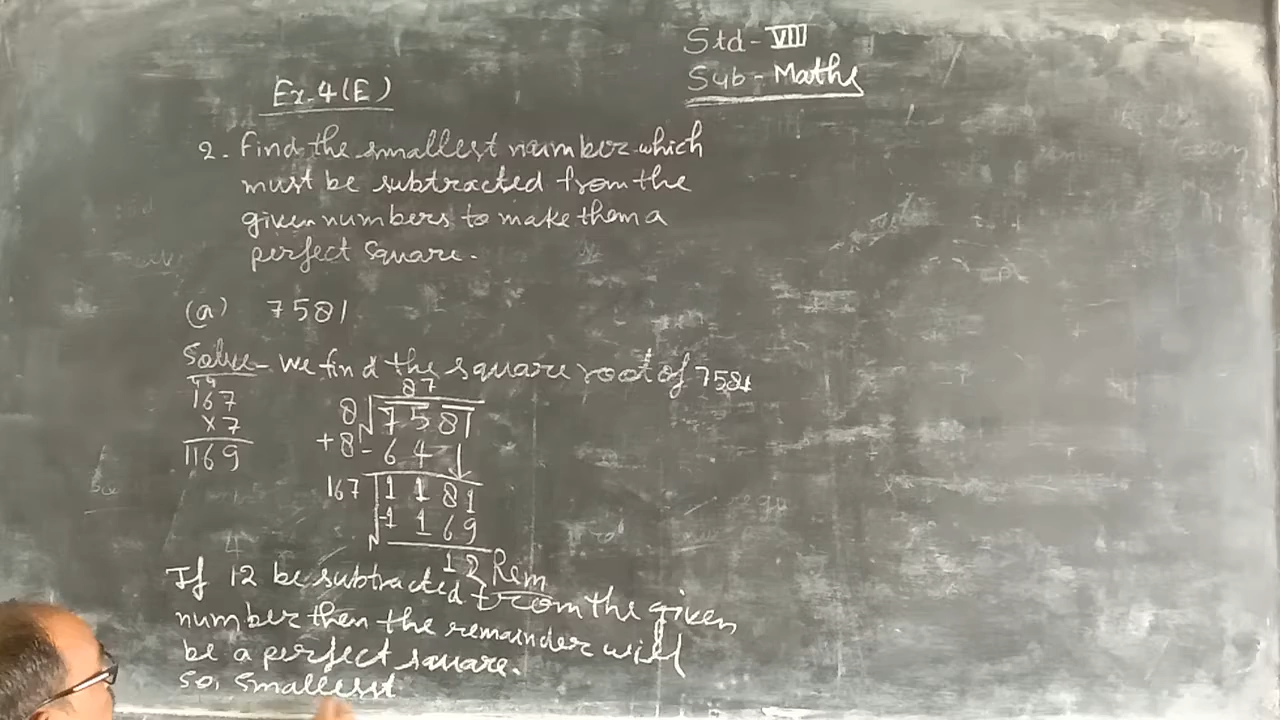 Std - VIII
Sub - Maths
Ex. 4(E)
2. Find the smallest number which
must be subtracted from the
given numbers to make them a
perfect square.
(a) 7581
Solve - We find the square root of 7581
44
167
×7
1169
87
8 7581
+8 -64 ↓
167 1181
-1169
12 Rem
If 12 be subtracted from the given
number then the remainder will
be a perfect square.
So, smallesst